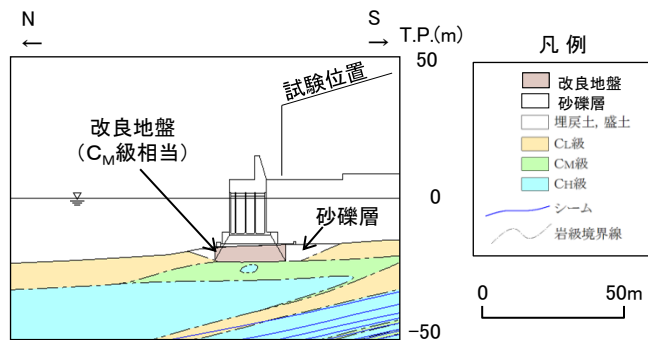 N
S
T.P.(m)
50
試験位置
改良地盤
(CM級相当)
0
砂礫層
-50
凡 例
改良地盤
砂礫層
埋戻土, 盛土
CL級
CM級
CH級
シーム
岩級境界線
0 50m